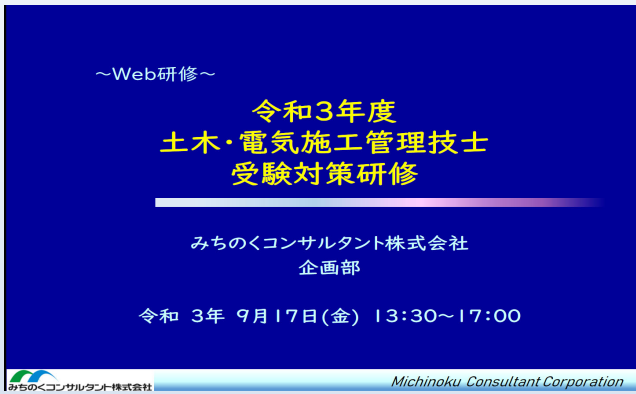 ～Web研修～
令和3年度
土木・電気施工管理技士
受験対策研修
みちのくコンサルタント株式会社
企画部
令和 3年 9月17日(金) 13:30～17:00
みちのくコンサルタント株式会社
Michinoku Consultant Corporation